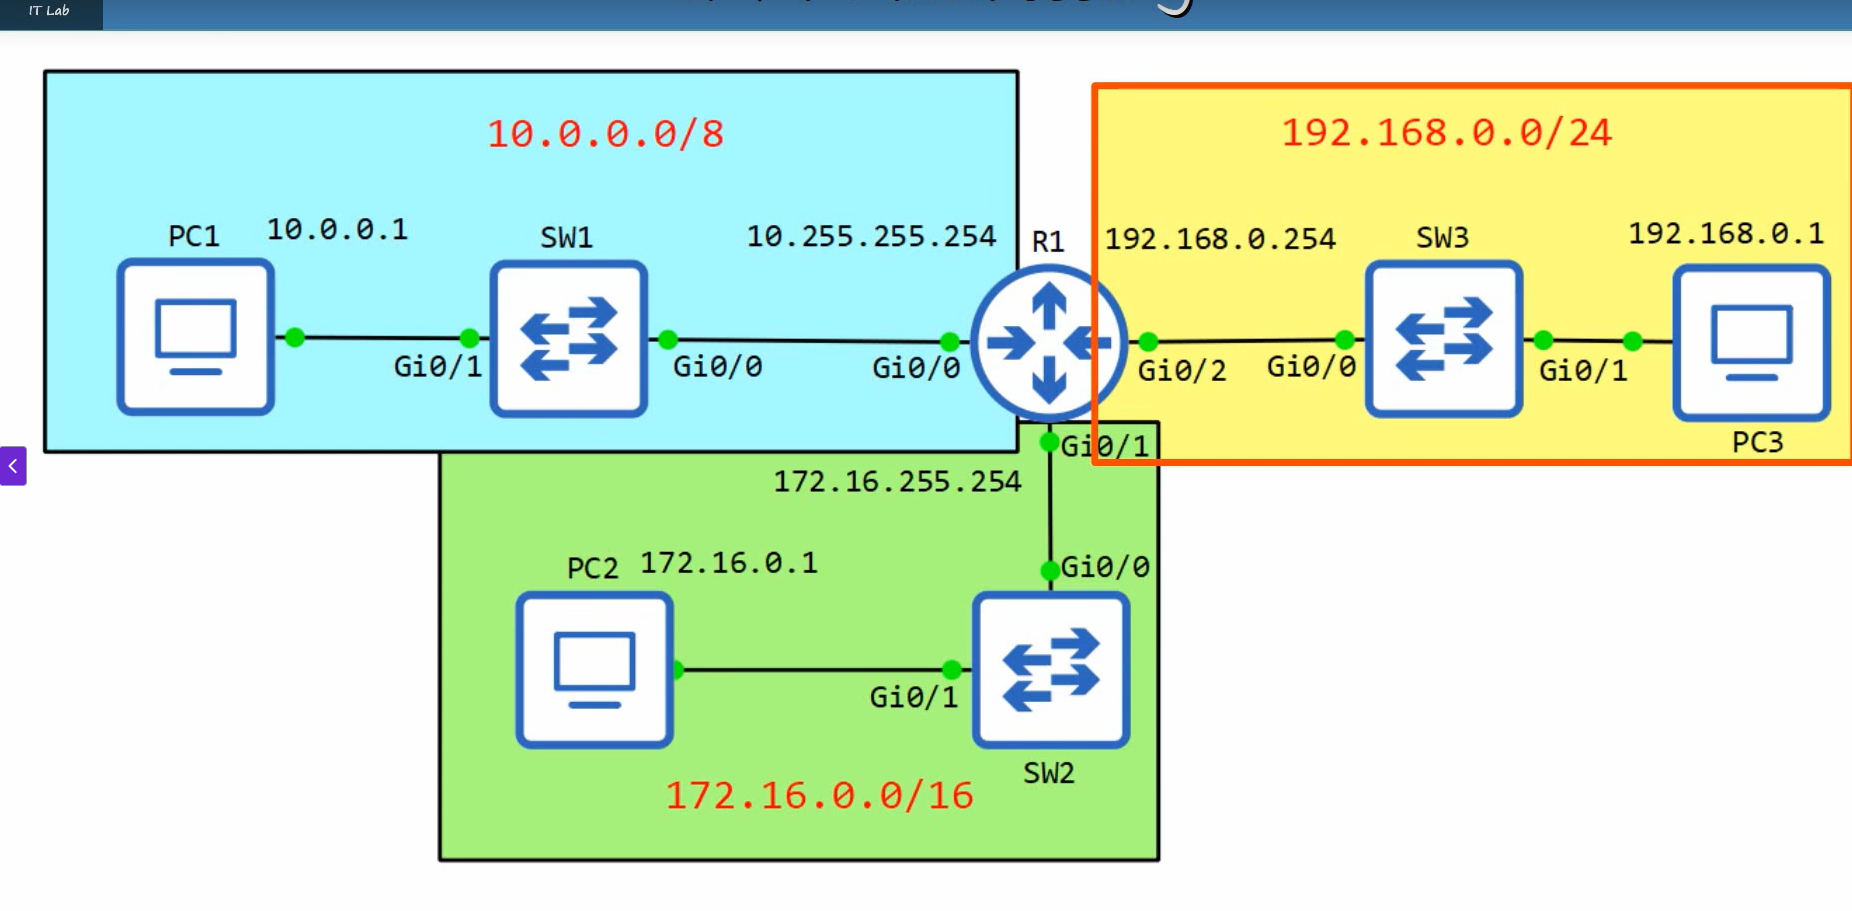 IT Lab
10.0.0.0/8
192.168.0.0/24
PC1 10.0.0.1
SW1
10.255.255.254
R1
192.168.0.254
SW3
192.168.0.1
Gi0/1
Gi0/0
Gi0/0
Gi0/2
Gi0/0
Gi0/1
PC3
Gi0/1
172.16.255.254
PC2 172.16.0.1
Gi0/0
Gi0/1
SW2
172.16.0.0/16